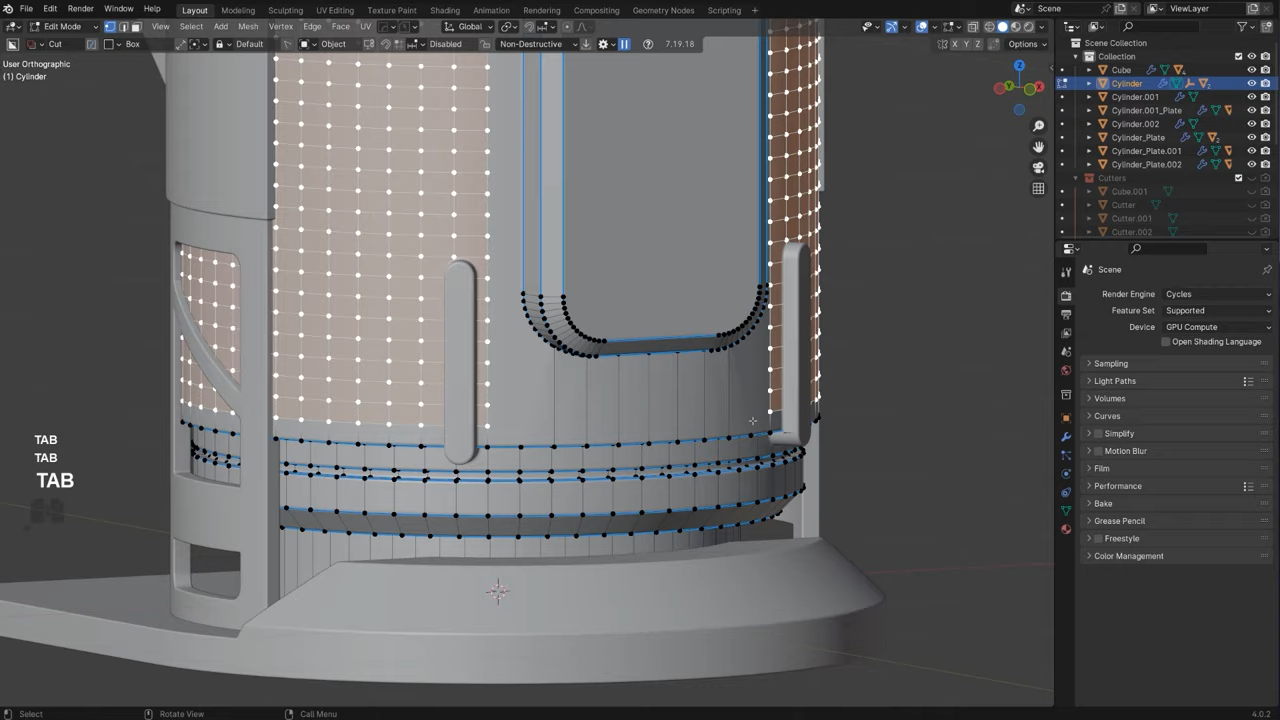 File Edit Render Window Help Layout Modeling Sculpting UV Editing Texture Paint Shading Animation Rendering Compositing Geometry Nodes Scripting Scene ViewLayer
Edit Mode View Select Add Mesh Vertex Edge Face UV Global
Cut Box Default Object Disabled Non-Destructive 7.19.18 X Y Z Options
User Orthographic
(1) Cylinder
Z
Y
X
TAB
TAB
TAB
Scene Collection
Collection
Cube 4
Cylinder 2
Cylinder.001
Cylinder.001_Plate
Cylinder.002
Cylinder_Plate 2
Cylinder_Plate.001
Cylinder_Plate.002
Cutters
Cube.001
Cutter
Cutter.001
Cutter.002
Scene
Render Engine Cycles
Feature Set Supported
Device GPU Compute
Open Shading Language
Sampling
Light Paths
Volumes
Curves
Simplify
Motion Blur
Film
Performance
Bake
Grease Pencil
Freestyle
Color Management
Select Rotate View Call Menu 4.0.2